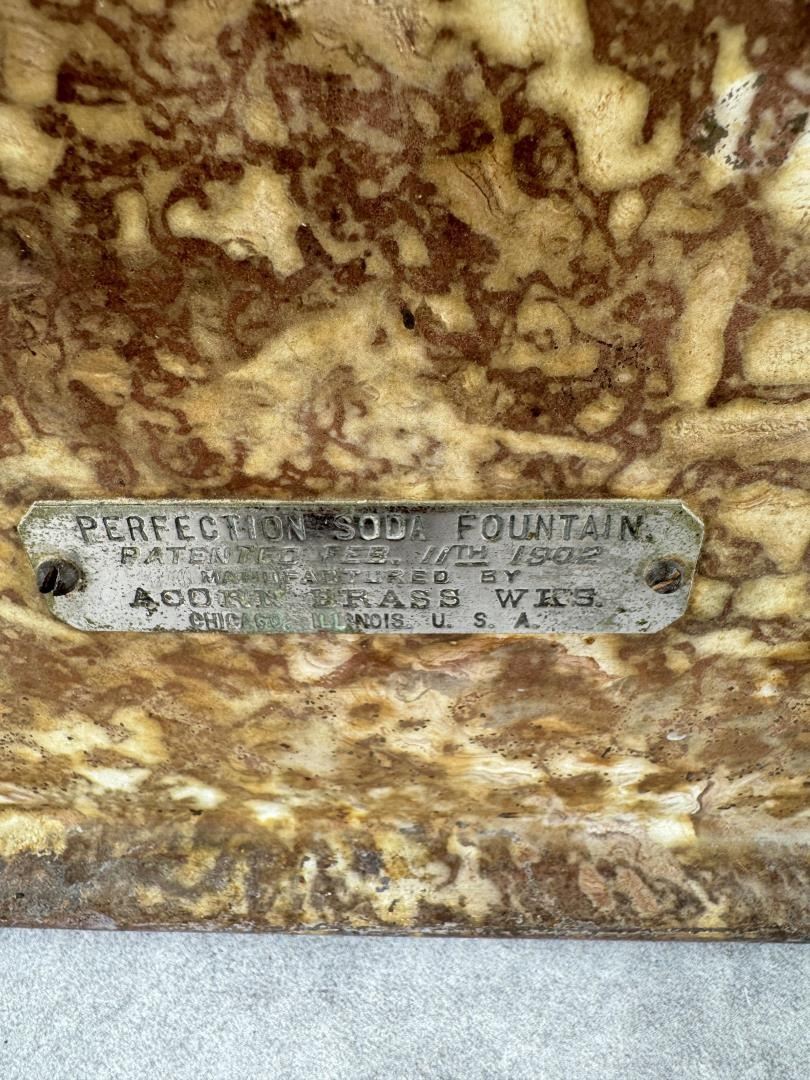 PERFECTION SODA FOUNTAIN.
PATENTED FEB. 11TH 1902
MANUFACTURED BY
ACORN BRASS WKS.
CHICAGO, ILLINOIS, U. S. A.